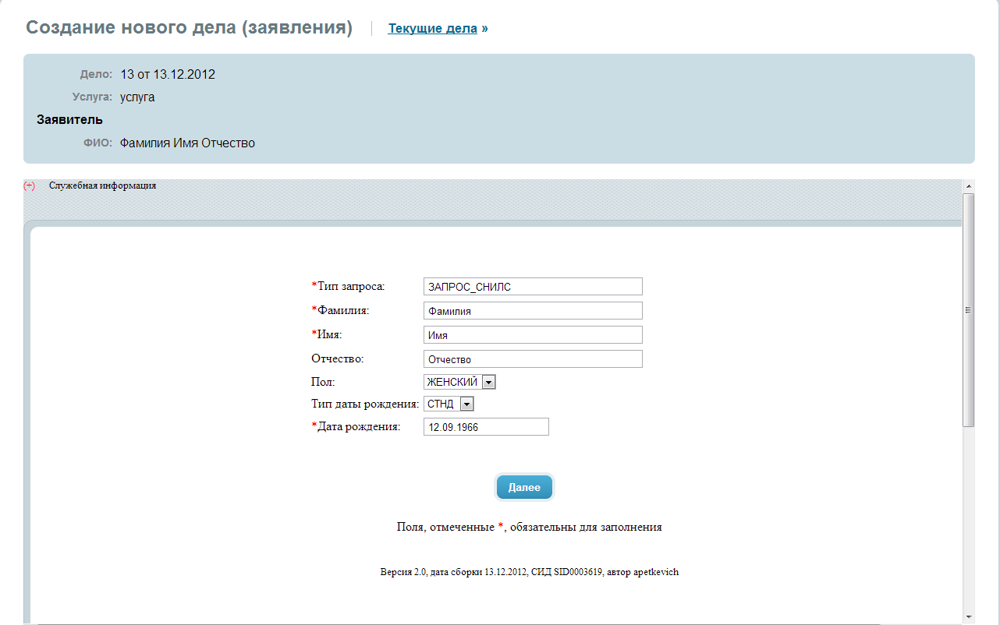 Создание нового дела (заявления) Текущие дела »
Дело: 13 от 13.12.2012
Услуга: услуга
Заявитель
ФИО: Фамилия Имя Отчество
(+) Служебная информация
*Тип запроса: ЗАПРОС_СНИЛС
*Фамилия: Фамилия
*Имя: Имя
Отчество: Отчество
Пол: ЖЕНСКИЙ
Тип даты рождения: СТНД
*Дата рождения: 12.09.1966
Далее
Поля, отмеченные *, обязательны для заполнения
Версия 2.0, дата сборки 13.12.2012, СИД SID0003619, автор apetkevich